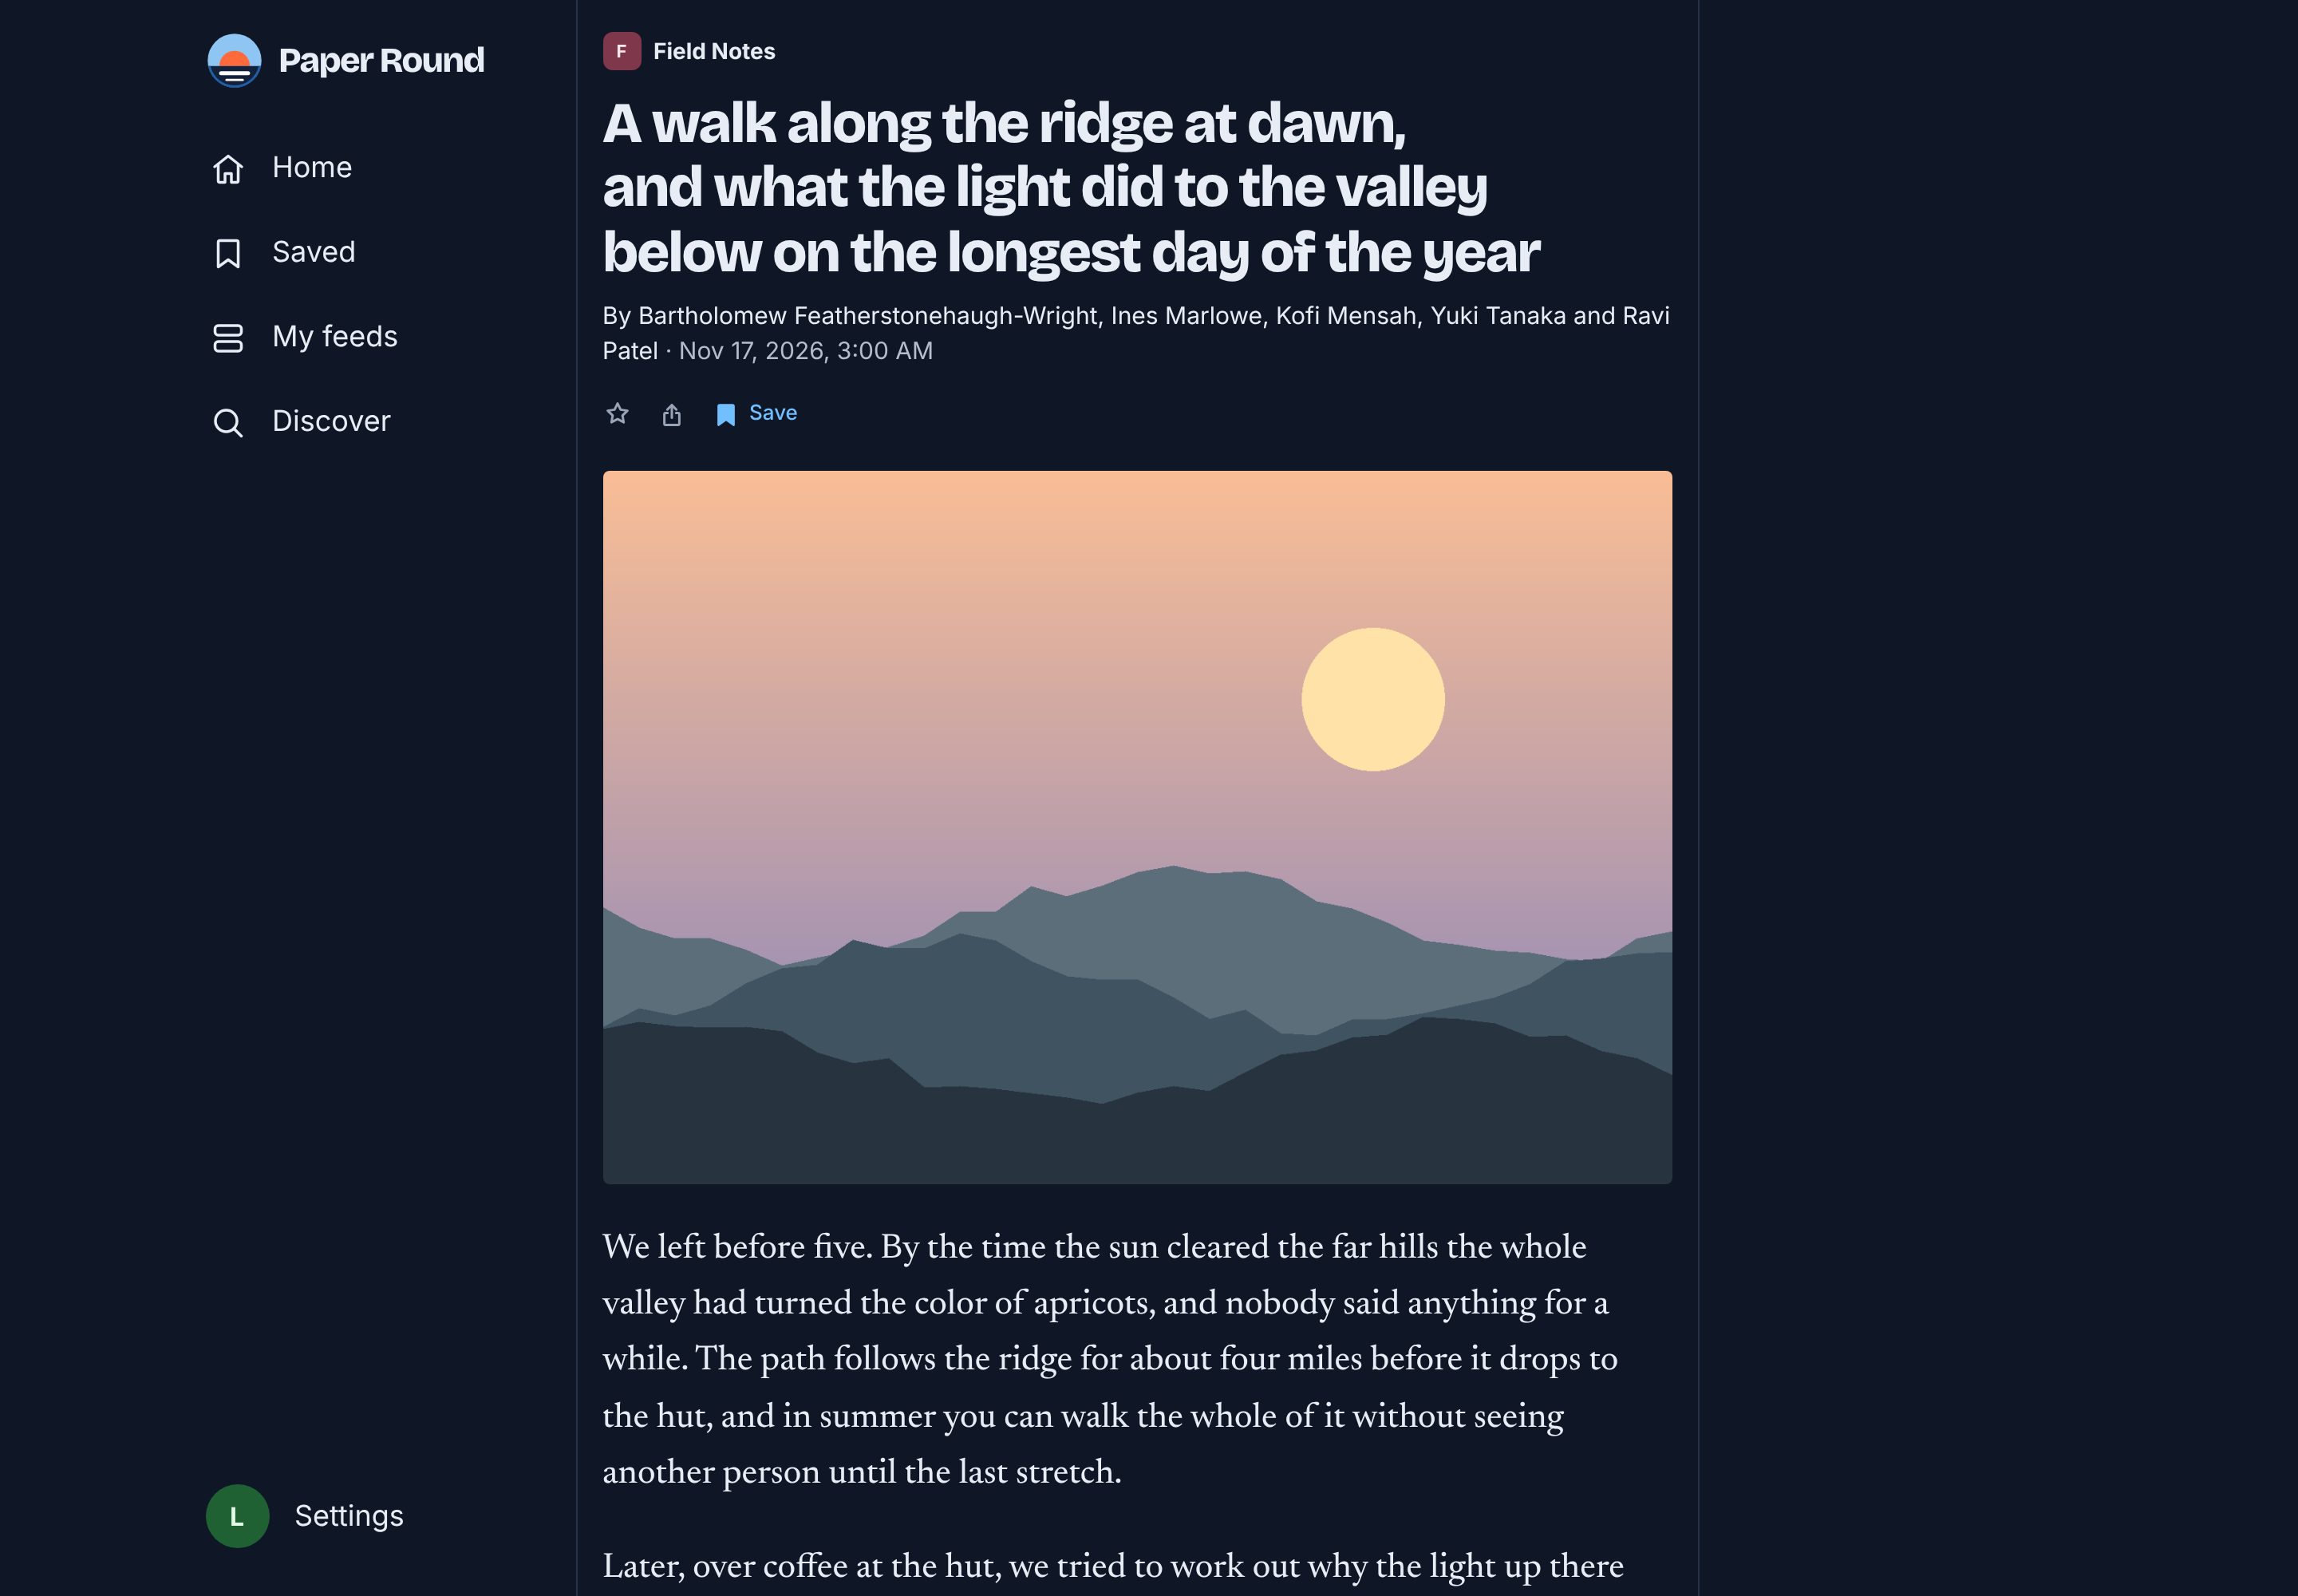 Paper Round
Home
Saved
My feeds
Discover
L
Settings
F
Field Notes
A walk along the ridge at dawn,
and what the light did to the valley
below on the longest day of the year
By Bartholomew Featherstonehaugh-Wright, Ines Marlowe, Kofi Mensah, Yuki Tanaka and Ravi
Patel · Nov 17, 2026, 3:00 AM
Save
We left before five. By the time the sun cleared the far hills the whole
valley had turned the color of apricots, and nobody said anything for a
while. The path follows the ridge for about four miles before it drops to
the hut, and in summer you can walk the whole of it without seeing
another person until the last stretch.
Later, over coffee at the hut, we tried to work out why the light up there